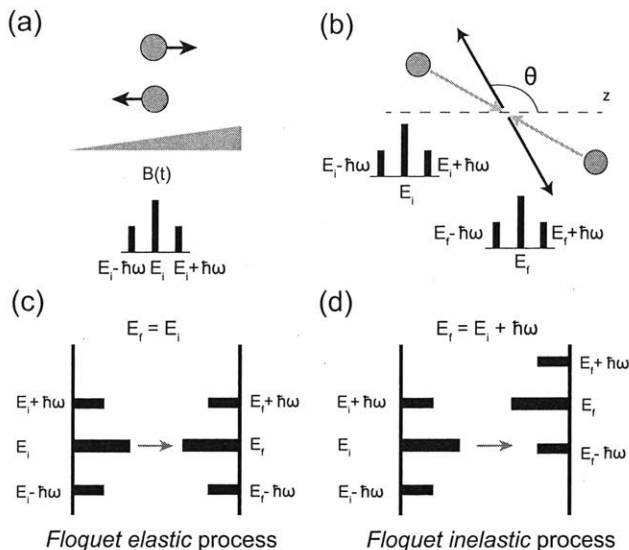 (a)
B(t)
E_i-ħω E_i E_i+ħω
(b)
θ
z
E_i-ħω E_i+ħω
E_i
E_f-ħω E_f+ħω
E_f
(c)
E_f = E_i
E_i+ħω
E_i
E_i-ħω
E_f+ħω
E_f
E_f-ħω
Floquet elastic process
(d)
E_f = E_i + ħω
E_i+ħω
E_i
E_i-ħω
E_f+ħω
E_f
E_f-ħω
Floquet inelastic process